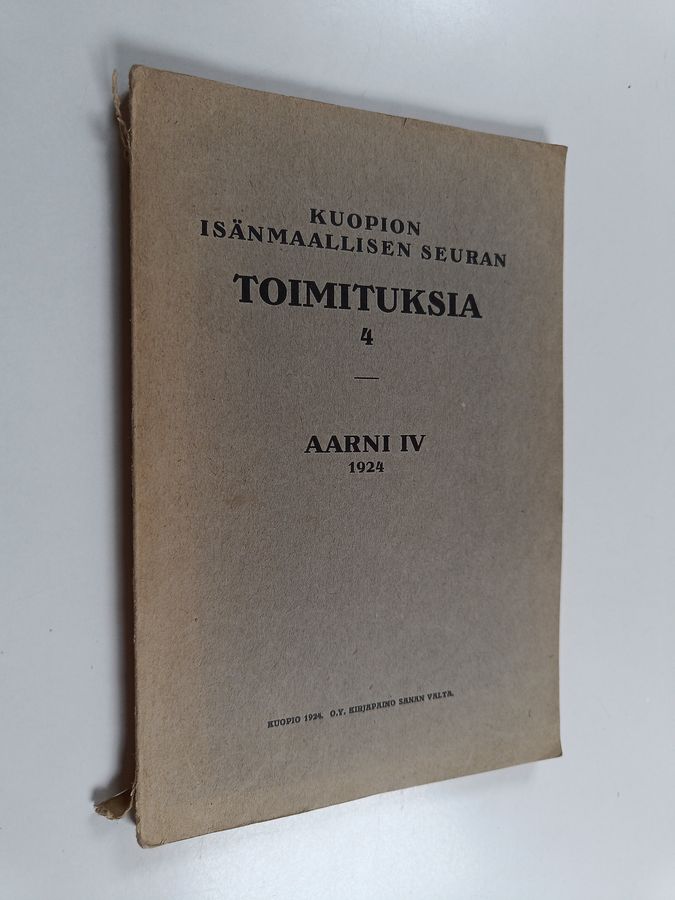 KUOPION
ISÄNMAALLISEN SEURAN
TOIMITUKSIA
4
AARNI IV
1924
KUOPIO 1924. O.Y. KIRJAPAINO SANAN VALTA.